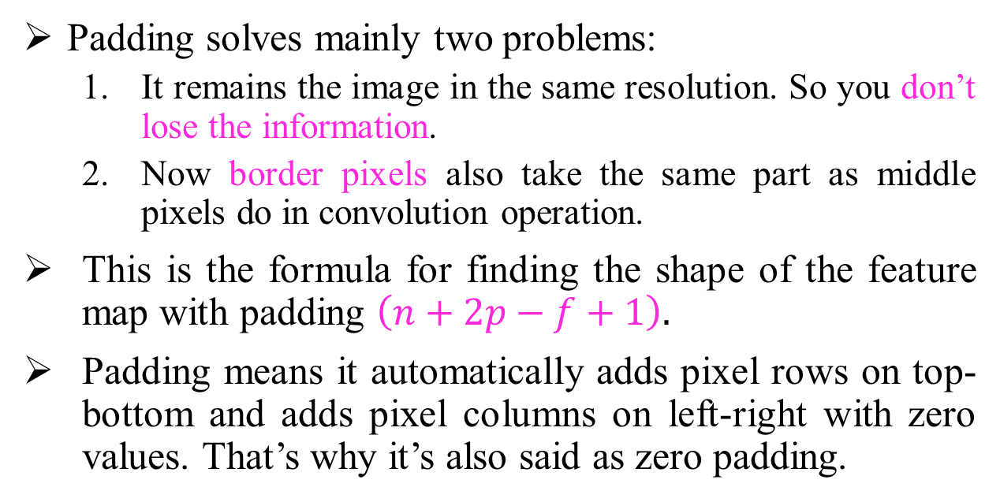 ➢ Padding solves mainly two problems:
1. It remains the image in the same resolution. So you don’t
lose the information.
2. Now border pixels also take the same part as middle
pixels do in convolution operation.
➢ This is the formula for finding the shape of the feature
map with padding (n + 2p − f + 1).
➢ Padding means it automatically adds pixel rows on top-
bottom and adds pixel columns on left-right with zero
values. That’s why it’s also said as zero padding.